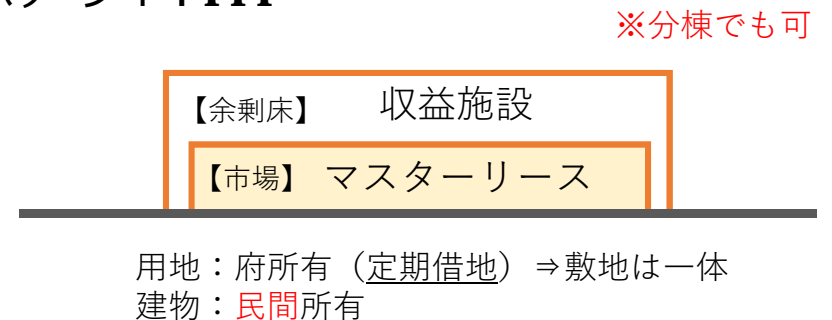 ※分棟でも可
【余剰床】 収益施設
【市場】 マスターリース
用地：府所有（定期借地）⇒敷地は一体
建物：民間所有